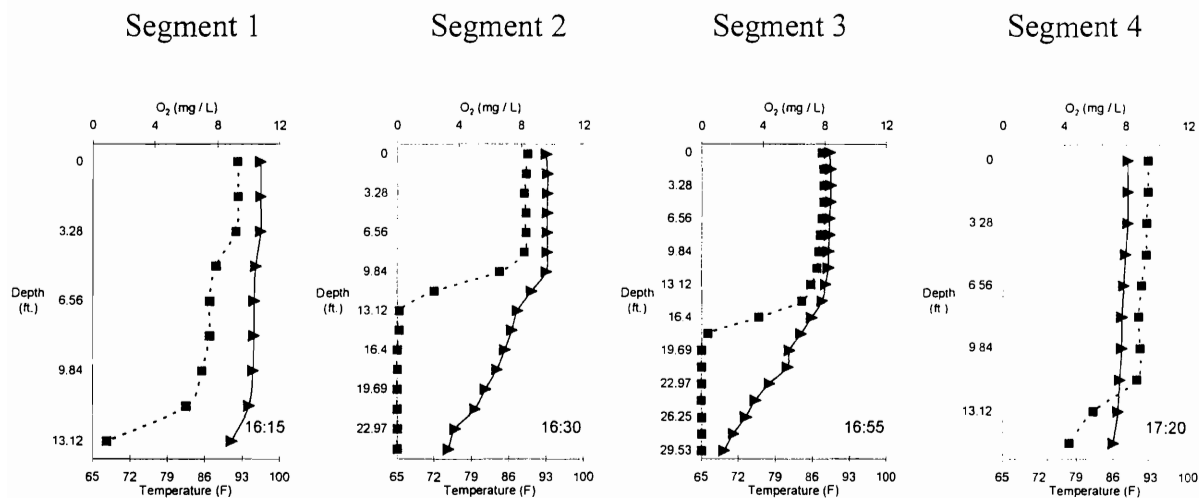 Segment 1 Segment 2 Segment 3 Segment 4
O₂ (mg / L) O₂ (mg / L) O₂ (mg / L) O₂ (mg / L)
0 4 8 12 0 4 8 12 0 4 8 12 0 4 8 12
0
3.28
Depth
(ft.)
6.56
9.84
13.12
16:15
65 72 79 86 93 100
Temperature (F)
0
3.28
6.56
9.84
Depth
(ft.)
13.12
16.4
19.69
22.97
16:30
65 72 79 86 93 100
Temperature (F)
0
3.28
6.56
9 84
13 12
Depth
(ft.)
16.4
19.69
22.97
26.25
29.53
16:55
65 72 79 86 93 100
Temperature (F)
0
3 28
6 56
Depth
(ft )
9 84
13.12
17:20
65 72 79 86 93 100
Temperature (F)